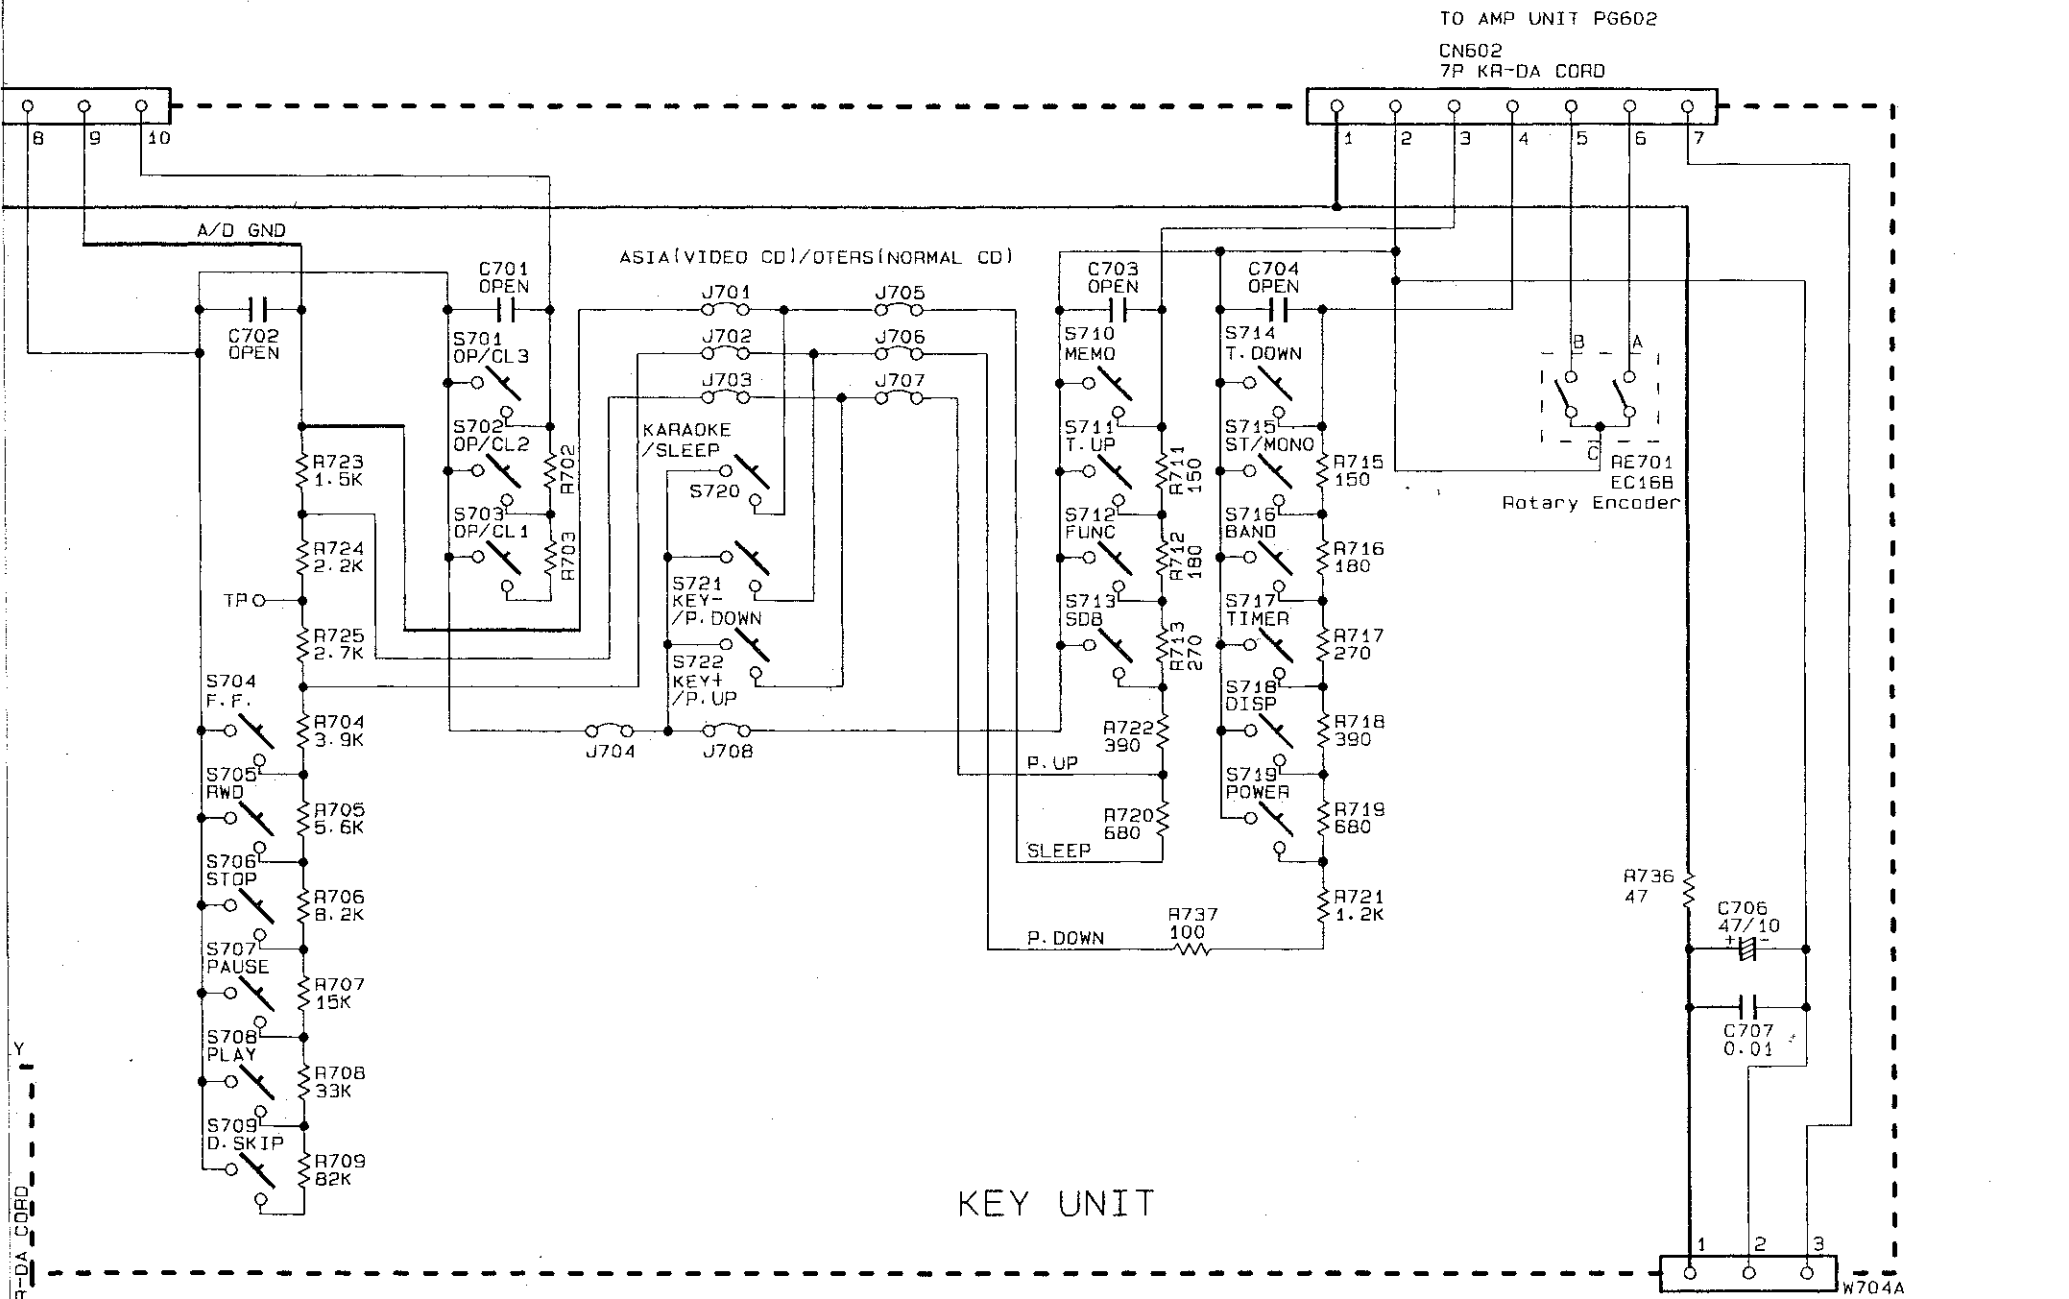 TO AMP UNIT PG602
CN602
7P KR-DA CORD
8
9
10
1
2
3
4
5
6
7
A/D GND
ASIA(VIDEO CD)/OTERS(NORMAL CD)
C701
OPEN
C702
OPEN
J701
J705
J702
J706
J703
J707
C703
OPEN
C704
OPEN
S701
OP/CL3
S702
OP/CL2
S703
OP/CL1
R702
R703
R723
1.5K
R724
2.2K
TP
R725
2.7K
KARAOKE
/SLEEP
S720
S721
KEY-
/P.DOWN
S722
KEY+
/P.UP
J704
J708
S710
MEMO
S711
T.UP
S712
FUNC
S713
SDB
R711
150
R712
180
R713
270
R722
390
R720
680
P.UP
SLEEP
P.DOWN
R737
100
S714
T.DOWN
S715
ST/MONO
S716
BAND
S717
TIMER
S718
DISP
S719
POWER
R715
150
R716
180
R717
270
R718
390
R719
680
R721
1.2K
B
A
C
RE701
EC16B
Rotary Encoder
S704
F.F.
R704
3.9K
S705
RWD
R705
5.6K
S706
STOP
R706
8.2K
S707
PAUSE
R707
15K
S708
PLAY
R708
33K
S709
D.SKIP
R709
82K
R736
47
C706
47/10
+ -
C707
0.01
Y
R-DA CORD
KEY UNIT
1
2
3
W704A